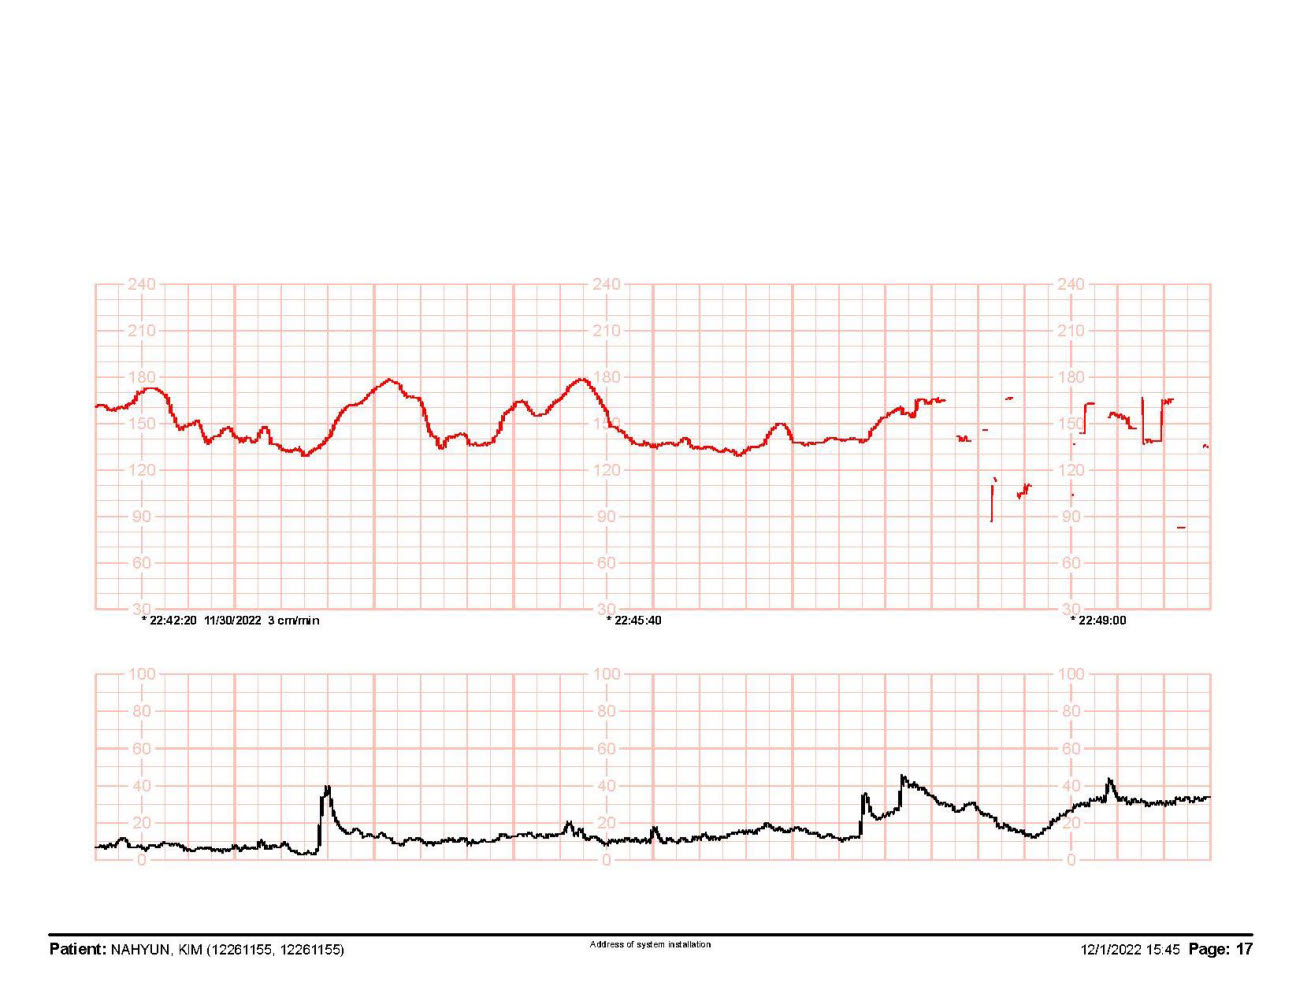 240 240 240
210 210 210
180 180 180
150 150 150
120 120 120
90 90 90
60 60 60
30 30 30
* 22:42:20 11/30/2022 3 cm/min * 22:45:40 * 22:49:00
100 100 100
80 80 80
60 60 60
40 40 40
20 20 20
0 0 0
Patient: NAHYUN, KIM (12261155, 12261155) Address of system installation 12/1/2022 15:45 Page: 17